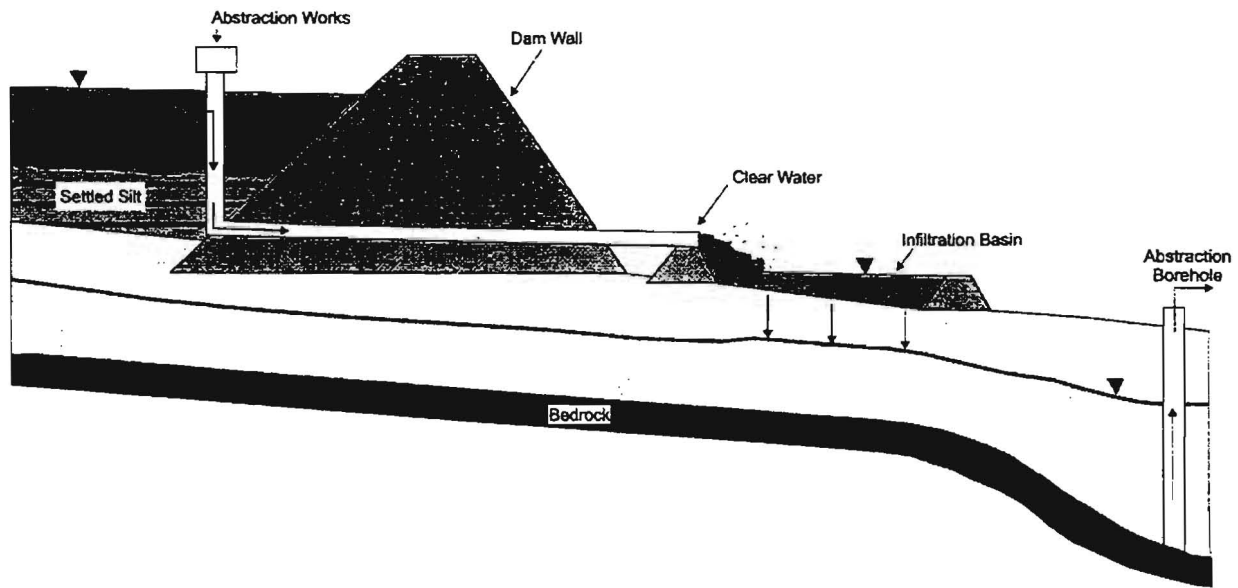 Abstraction Works
Dam Wall
Settled Silt
Clear Water
Infiltration Basin
Abstraction
Borehole
Bedrock